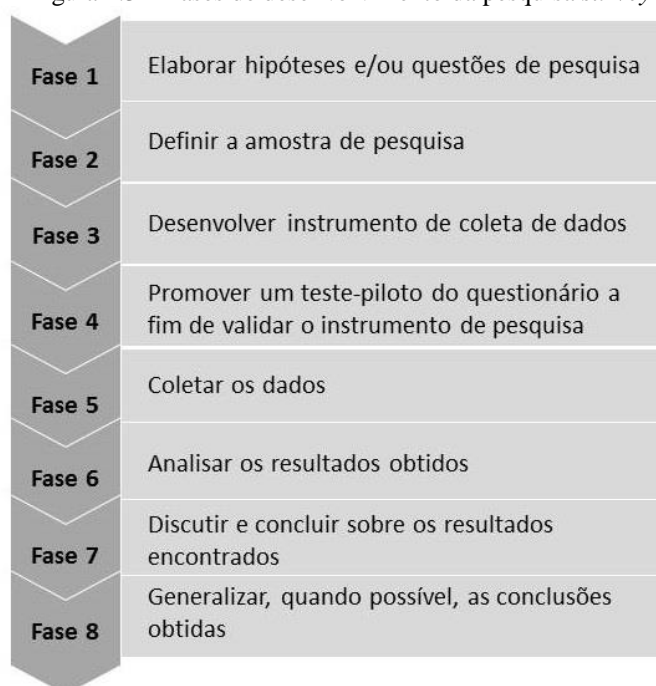 Fase 1
Elaborar hipóteses e/ou questões de pesquisa
Fase 2
Definir a amostra de pesquisa
Fase 3
Desenvolver instrumento de coleta de dados
Fase 4
Promover um teste-piloto do questionário a
fim de validar o instrumento de pesquisa
Fase 5
Coletar os dados
Fase 6
Analisar os resultados obtidos
Fase 7
Discutir e concluir sobre os resultados
encontrados
Fase 8
Generalizar, quando possível, as conclusões
obtidas